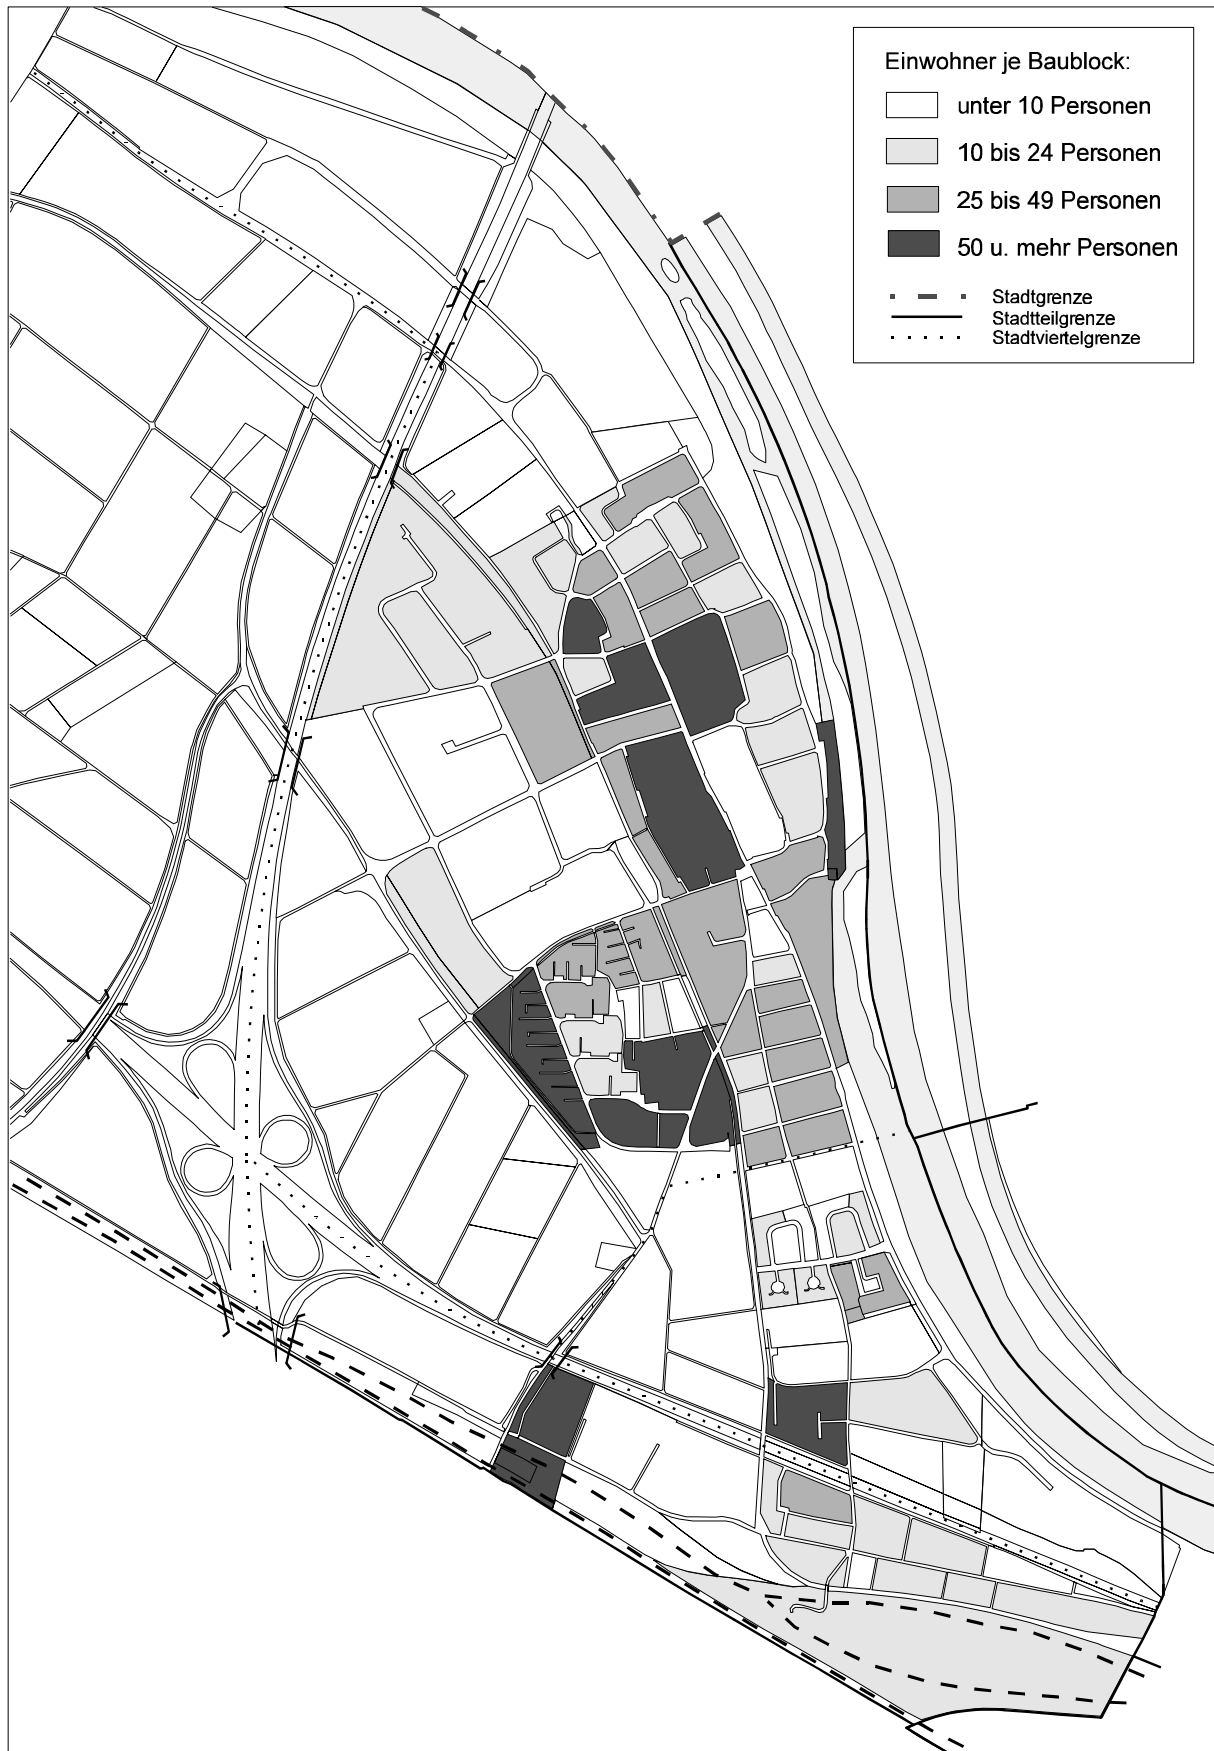 Einwohner je Baublock:
unter 10 Personen
10 bis 24 Personen
25 bis 49 Personen
50 u. mehr Personen
Stadtgrenze
Stadtteilgrenze
Stadtviertelgrenze